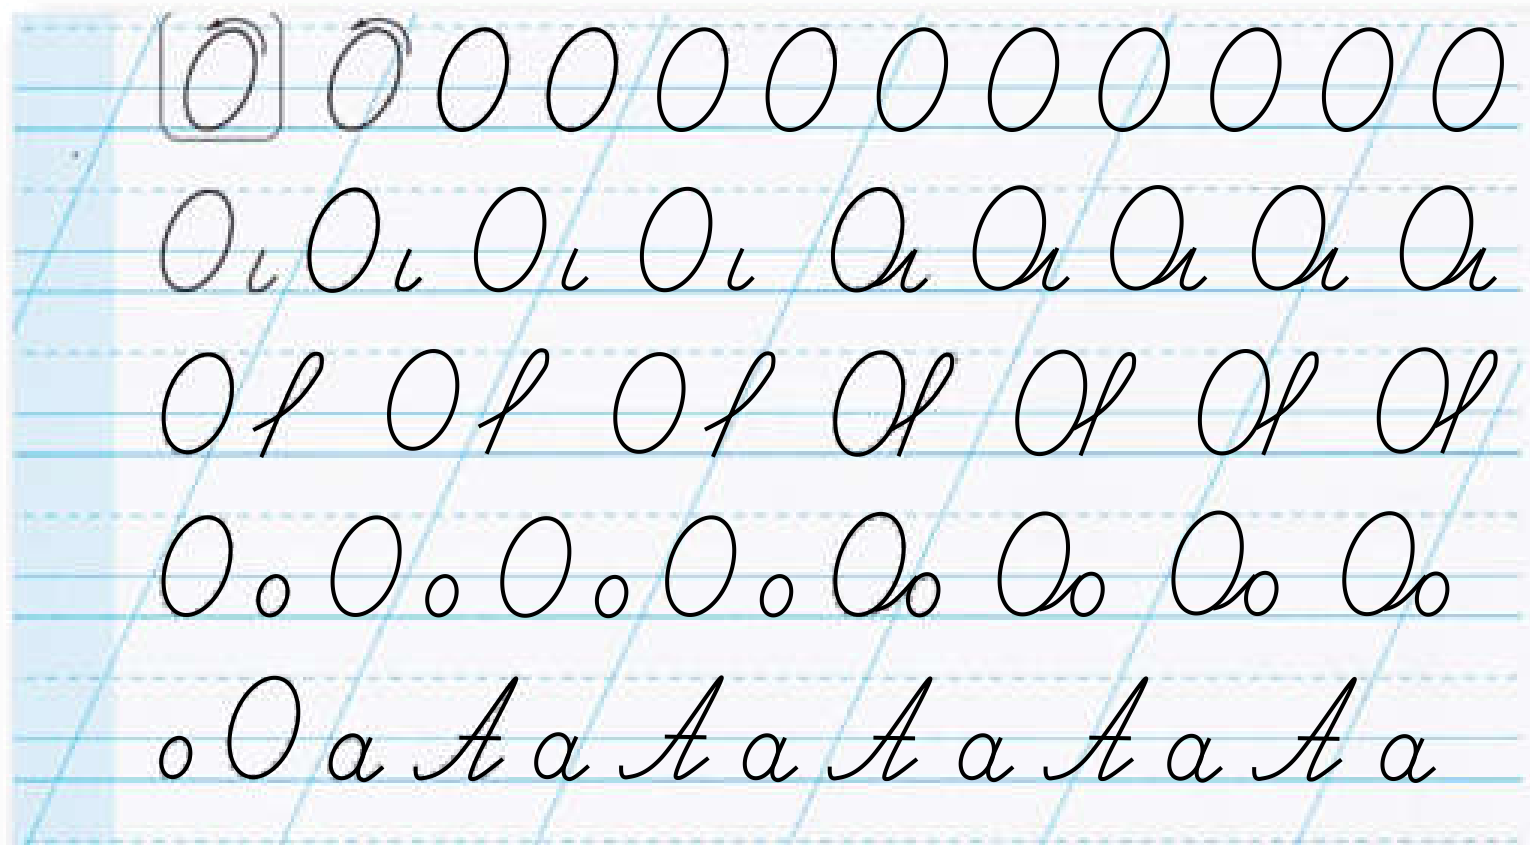 О О О О О О О О О О О О
О О О О О О О О О
О О О О О О О
О о О о О о О о Оо Оо Оо Оо
о О а А а А а А а А а А а